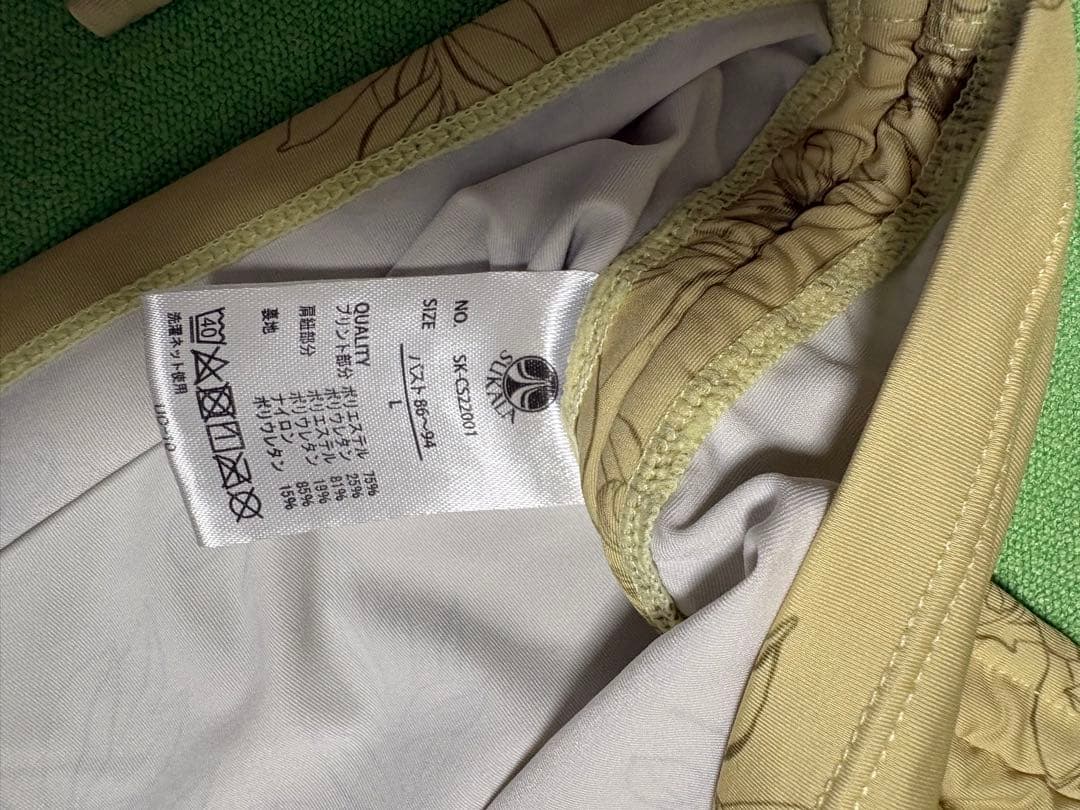 SUKALA
NO. SK-CS22001
SIZE バスト86～94
L
QUALITY
プリント部分 ポリエステル 75%
ポリウレタン 25%
肩紐部分 ポリエステル 81%
ポリウレタン 19%
裏地 ナイロン 85%
ポリウレタン 15%
40
洗濯ネット使用